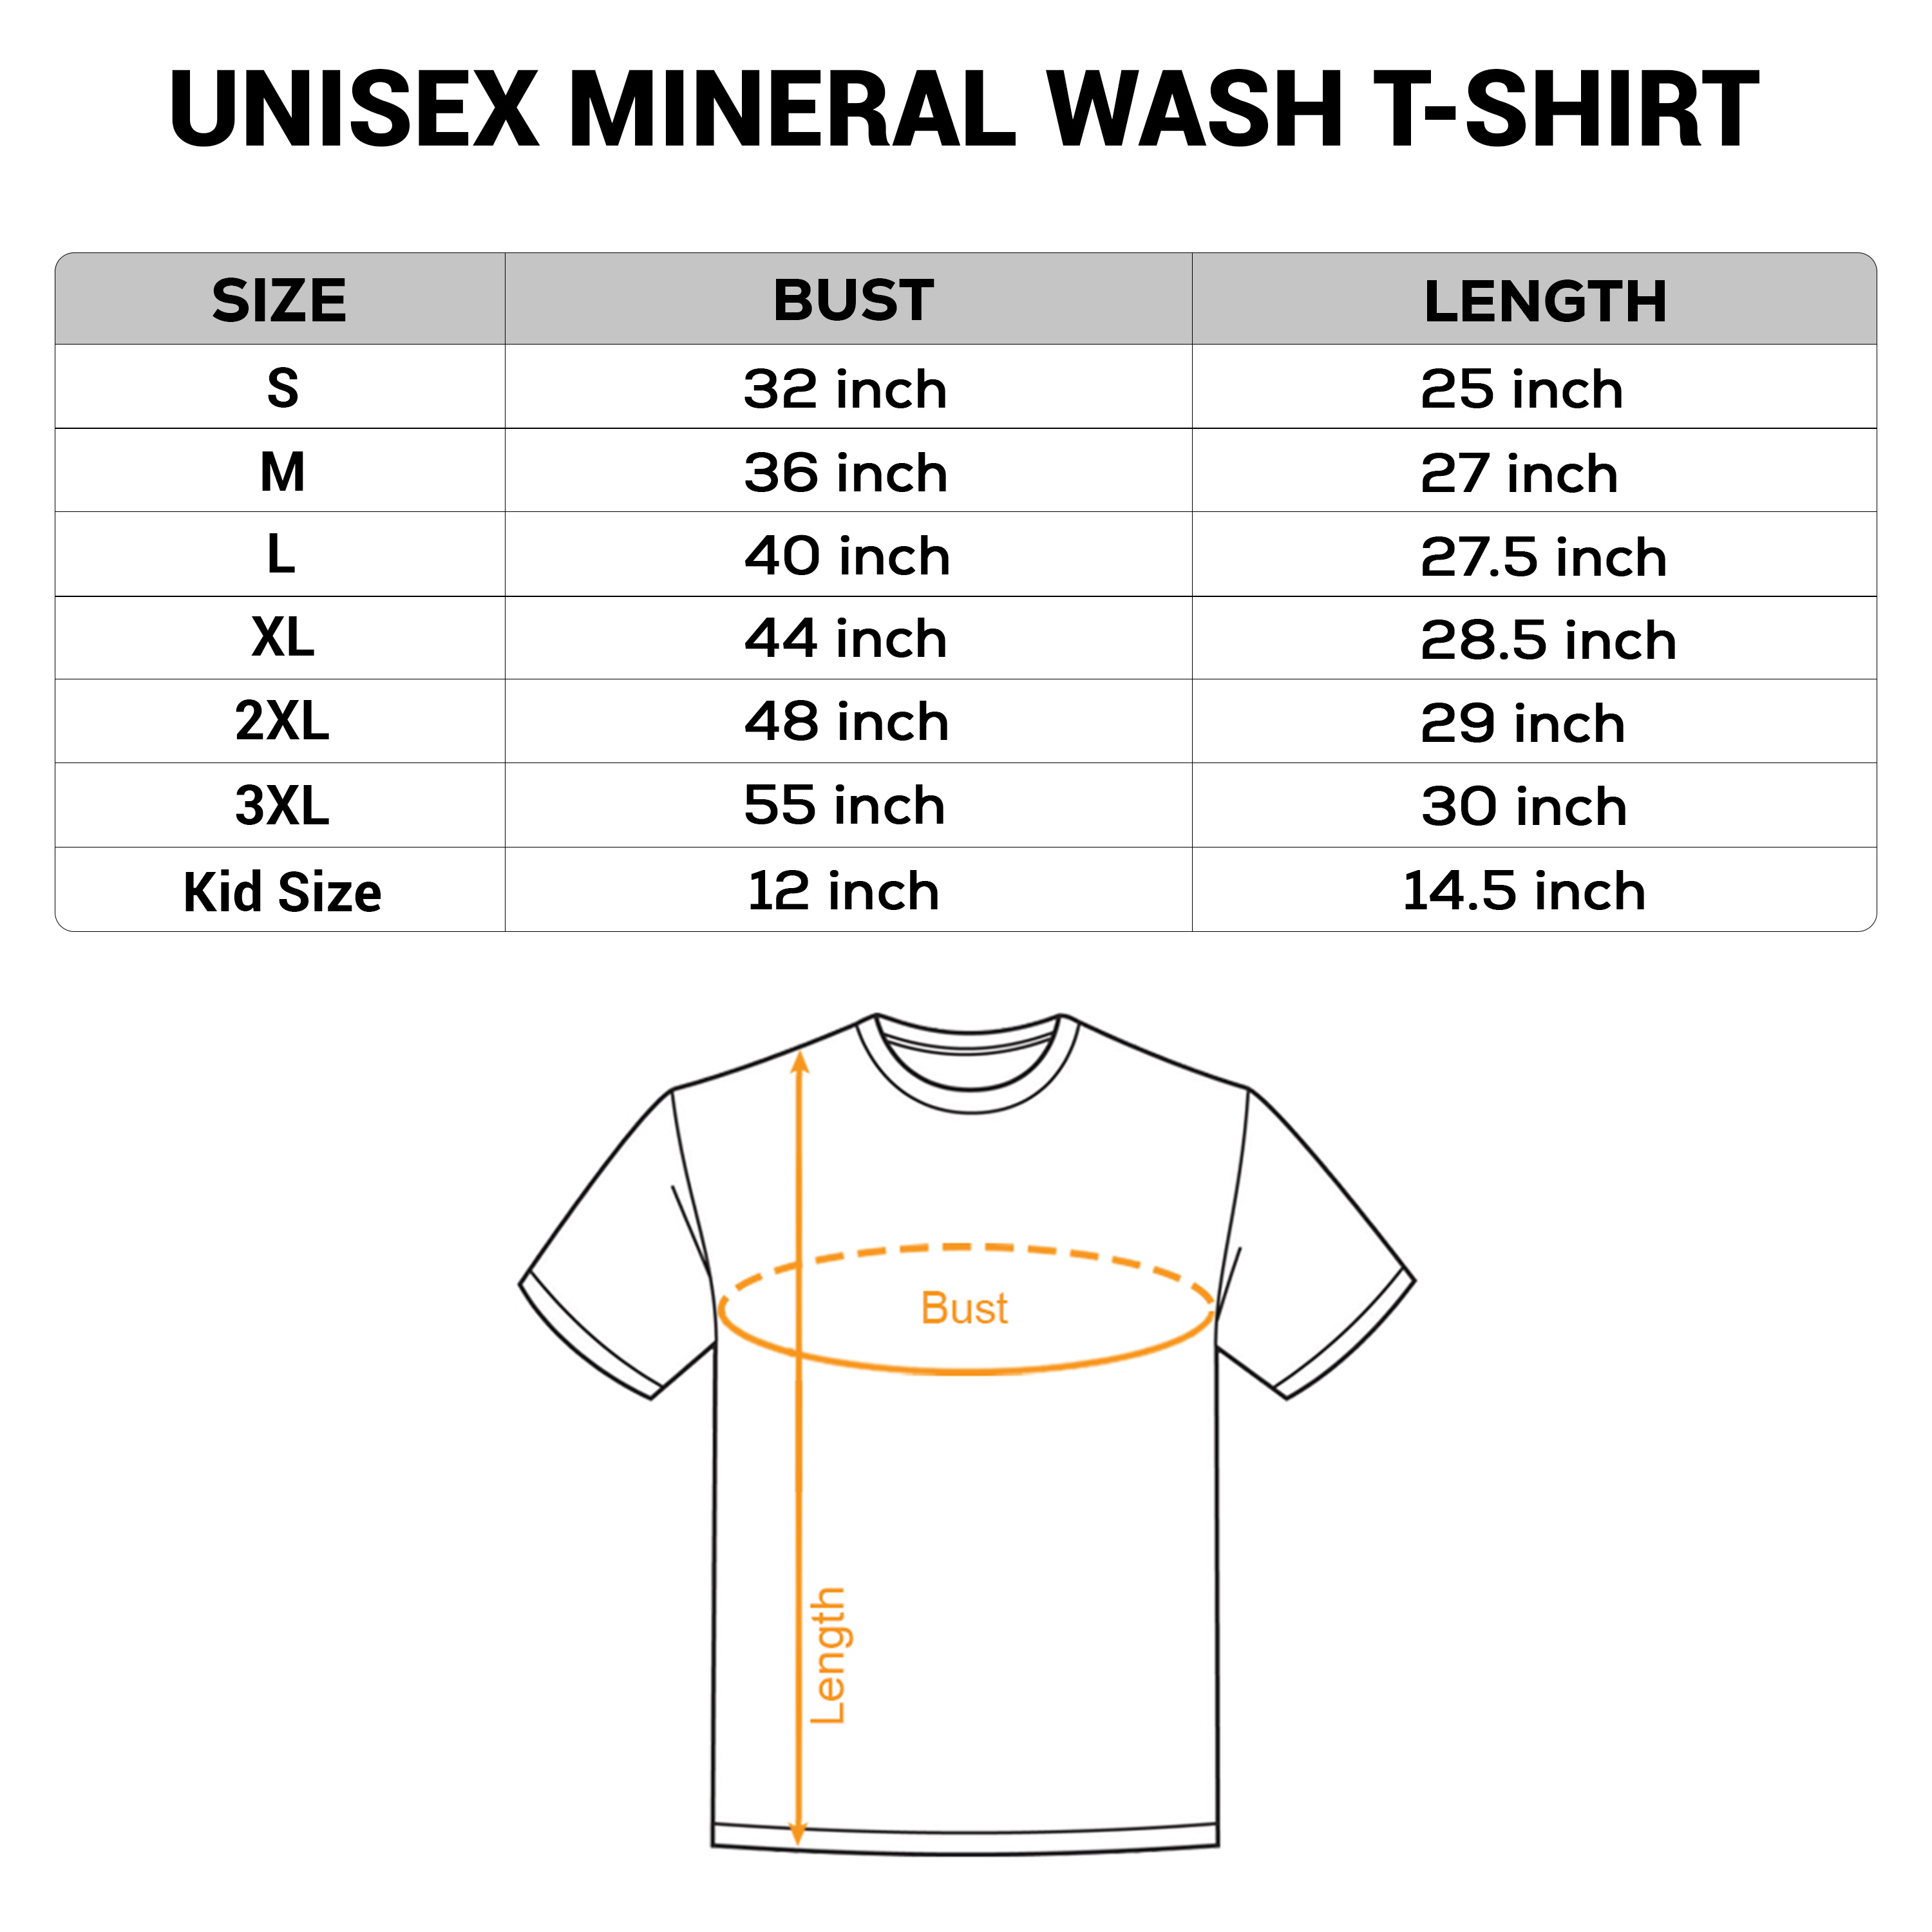 UNISEX MINERAL WASH T-SHIRT
SIZE BUST LENGTH
S 32 inch 25 inch
M 36 inch 27 inch
L 40 inch 27.5 inch
XL 44 inch 28.5 inch
2XL 48 inch 29 inch
3XL 55 inch 30 inch
Kid Size 12 inch 14.5 inch
Bust
Length